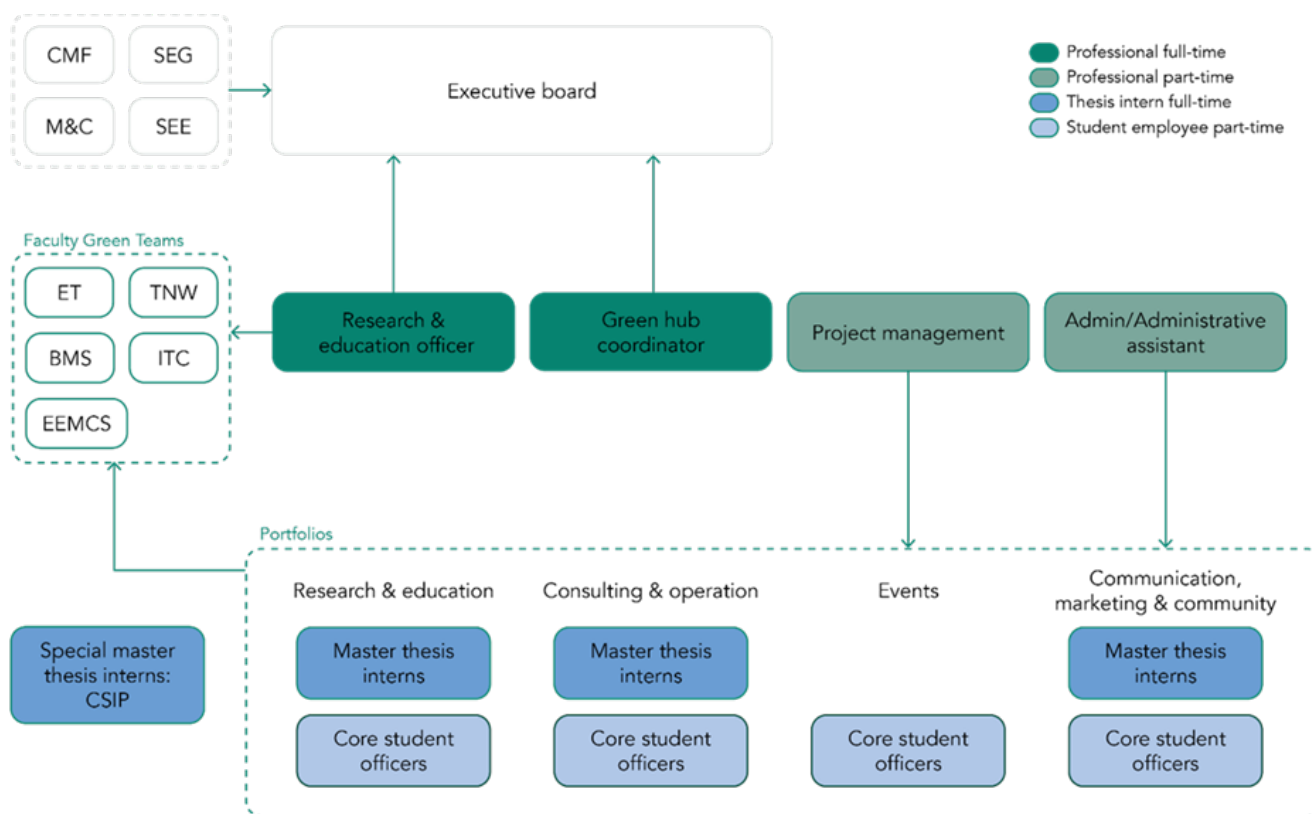 CMF
SEG
M&C
SEE
Executive board
Professional full-time
Professional part-time
Thesis intern full-time
Student employee part-time
Faculty Green Teams
ET
TNW
BMS
ITC
EEMCS
Research &
education officer
Green hub
coordinator
Project management
Admin/Administrative
assistant
Portfolios
Research & education
Consulting & operation
Events
Communication,
marketing & community
Special master
thesis interns:
CSIP
Master thesis
interns
Master thesis
interns
Master thesis
interns
Core student
officers
Core student
officers
Core student
officers
Core student
officers